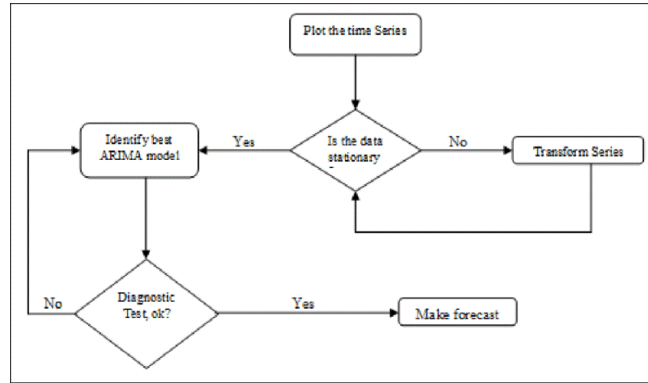 Plot the time Series
Identify best
ARIMA model
Yes
Is the data
stationary
No
Transform Series
No
Diagnostic
Test, ok?
Yes
Make forecast